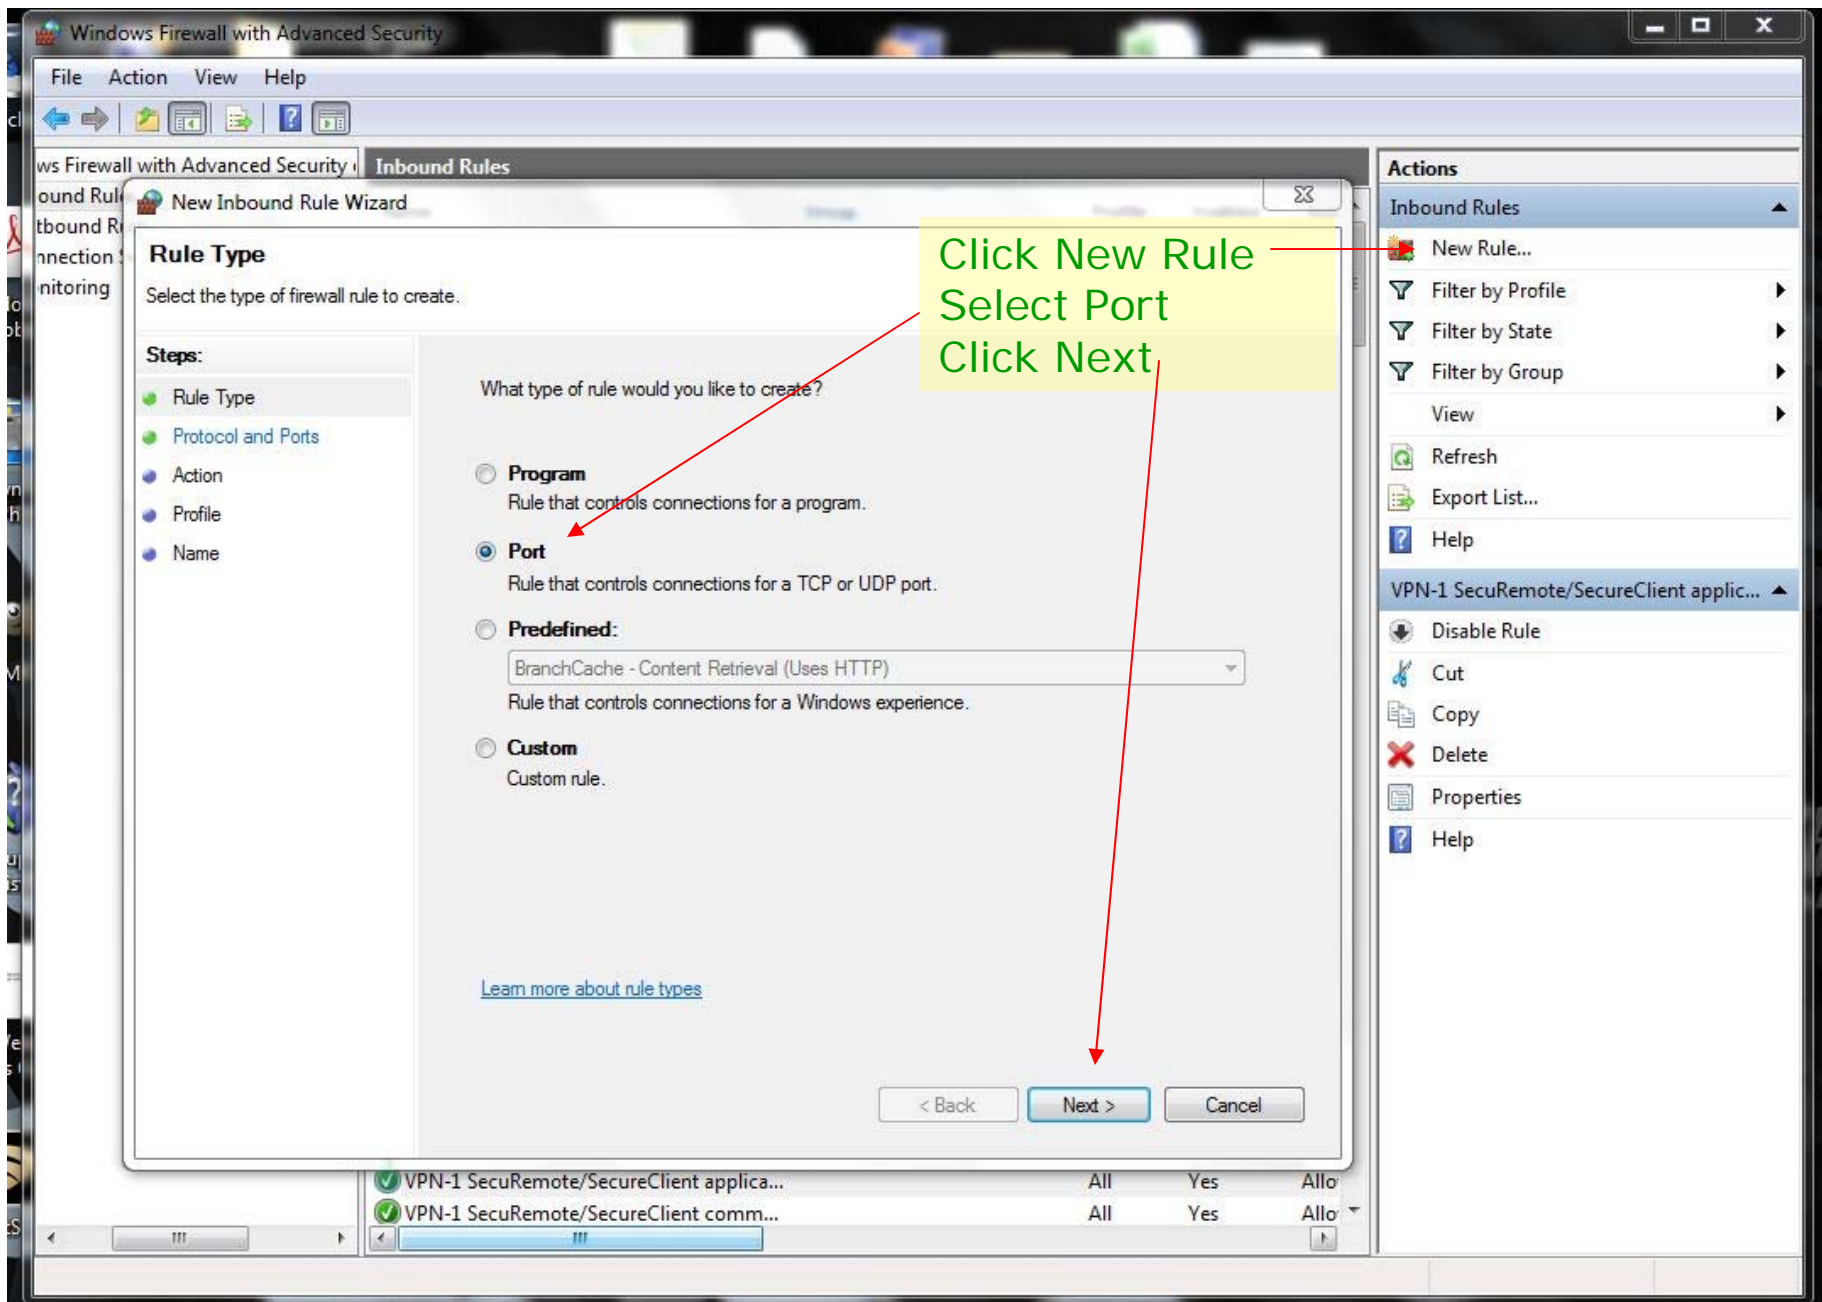 Windows Firewall with Advanced Security
File Action View Help
ws Firewall with Advanced Security
Inbound Rules
ound Rul
tbound R
nnection
nitoring
New Inbound Rule Wizard
Rule Type
Select the type of firewall rule to create.
Steps:
Rule Type
Protocol and Ports
Action
Profile
Name
What type of rule would you like to create?
Program
Rule that controls connections for a program.
Port
Rule that controls connections for a TCP or UDP port.
Predefined:
BranchCache - Content Retrieval (Uses HTTP)
Rule that controls connections for a Windows experience.
Custom
Custom rule.
Learn more about rule types
< Back Next > Cancel
Click New Rule
Select Port
Click Next
VPN-1 SecuRemote/SecureClient applica... All Yes Allo
VPN-1 SecuRemote/SecureClient comm... All Yes Allo
Actions
Inbound Rules
New Rule...
Filter by Profile
Filter by State
Filter by Group
View
Refresh
Export List...
Help
VPN-1 SecuRemote/SecureClient applic...
Disable Rule
Cut
Copy
Delete
Properties
Help